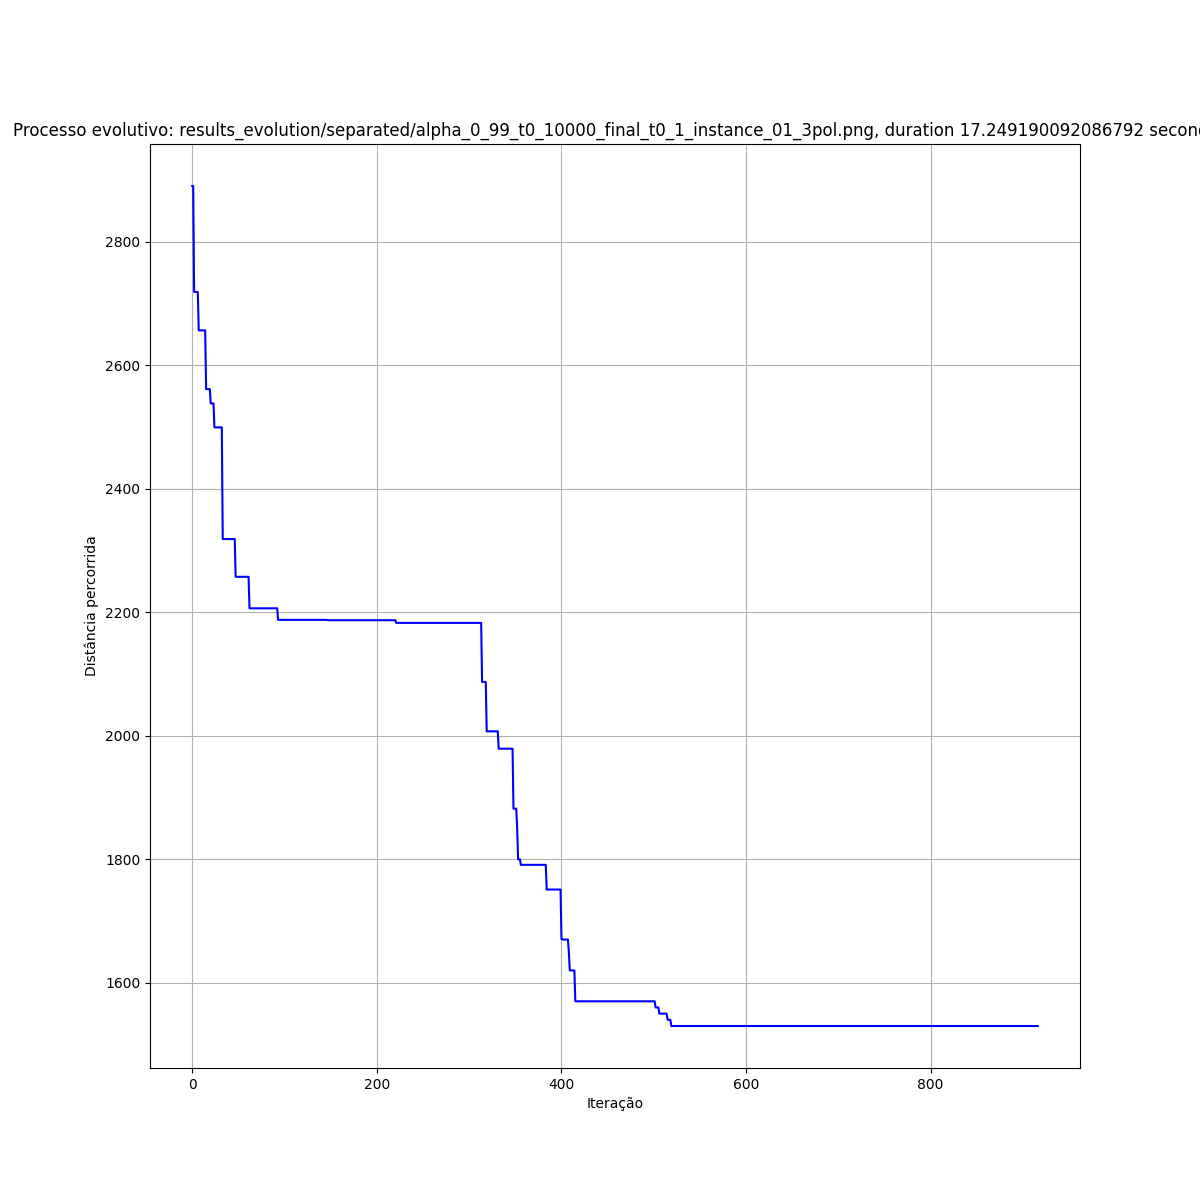 Processo evolutivo: results_evolution/separated/alpha_0_99_t0_10000_final_t0_1_instance_01_3pol.png, duration 17.249190092086792
2800
2600
2400
2200
2000
1800
1600
Distância percorrida
0 200 400 600 800
Iteração